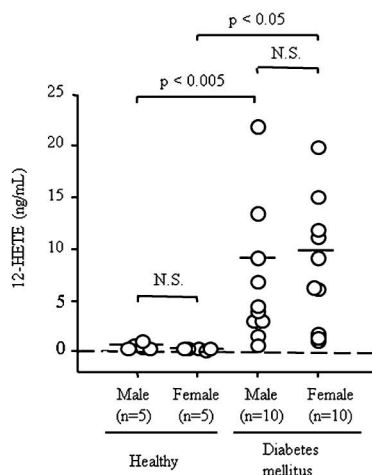 p < 0.05
N.S.
p < 0.005
12-HETE (ng/mL)
25
20
15
10
5
0
N.S.
Male Female Male Female
(n=5) (n=5) (n=10) (n=10)
Healthy Diabetes
mellitus